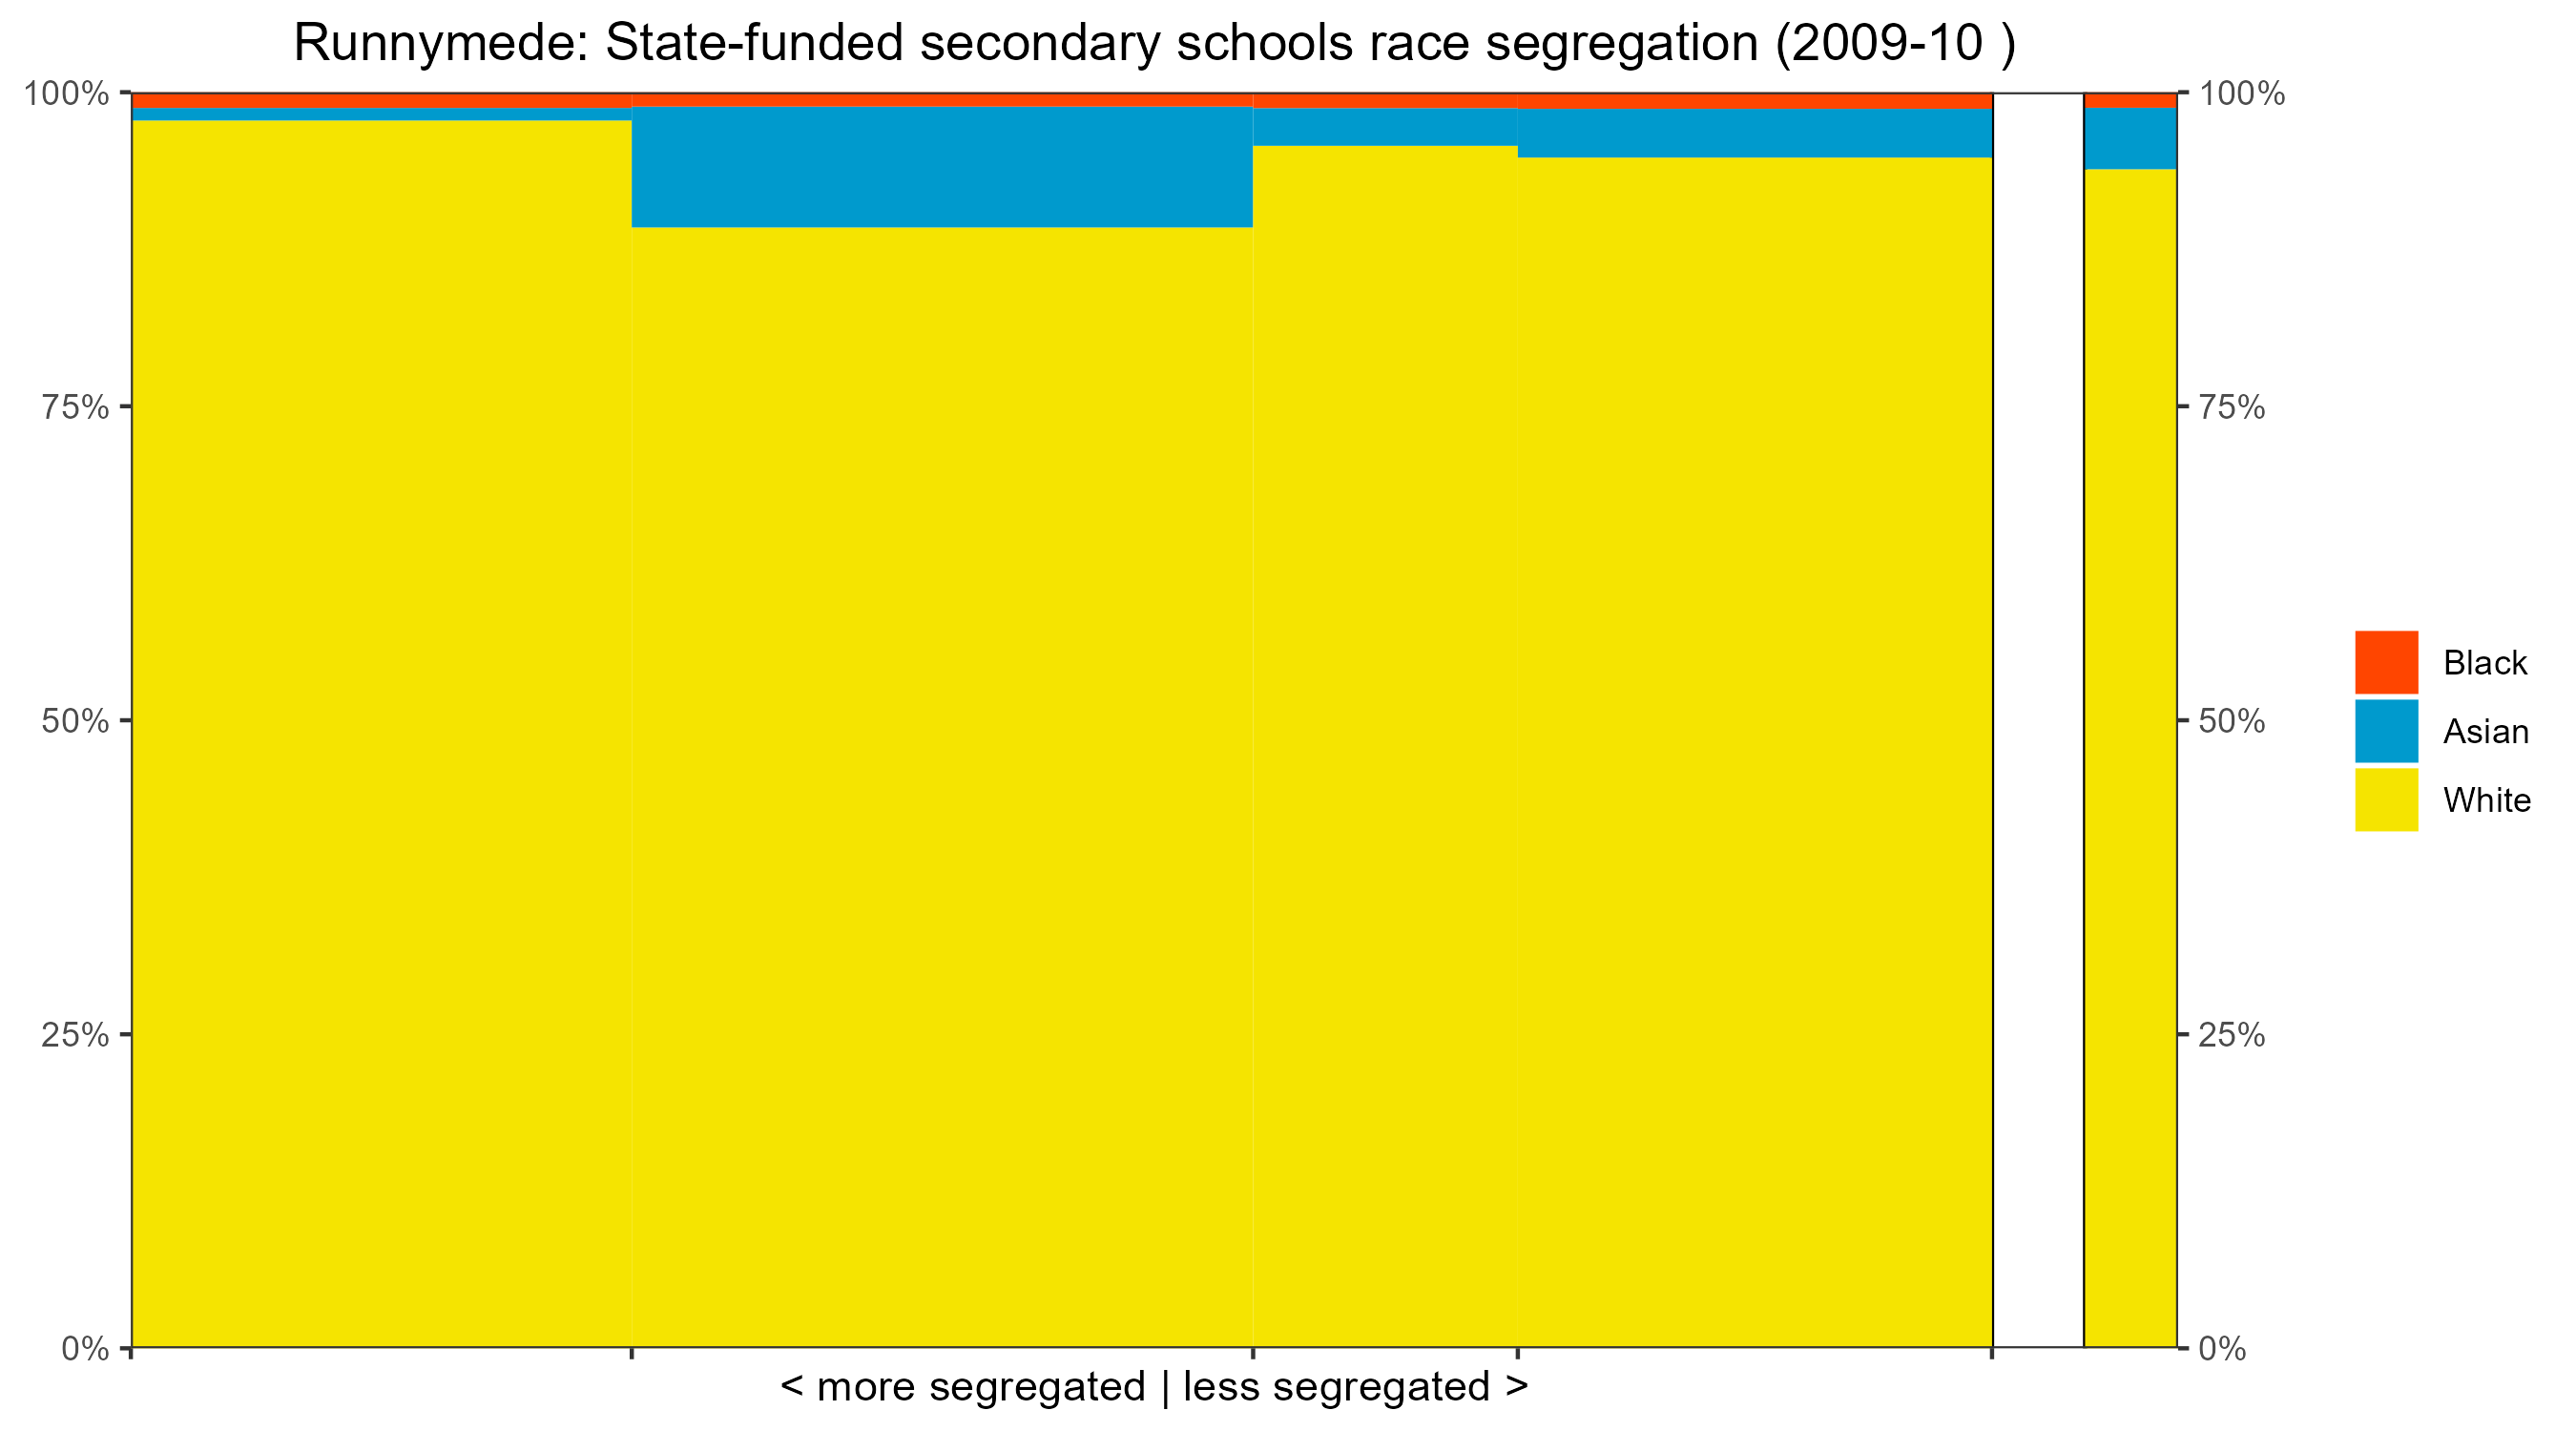 Runnymede: State-funded secondary schools race segregation (2009-10 )
100%
75%
50%
25%
0%
100%
75%
50%
25%
0%
Black
Asian
White
< more segregated | less segregated >